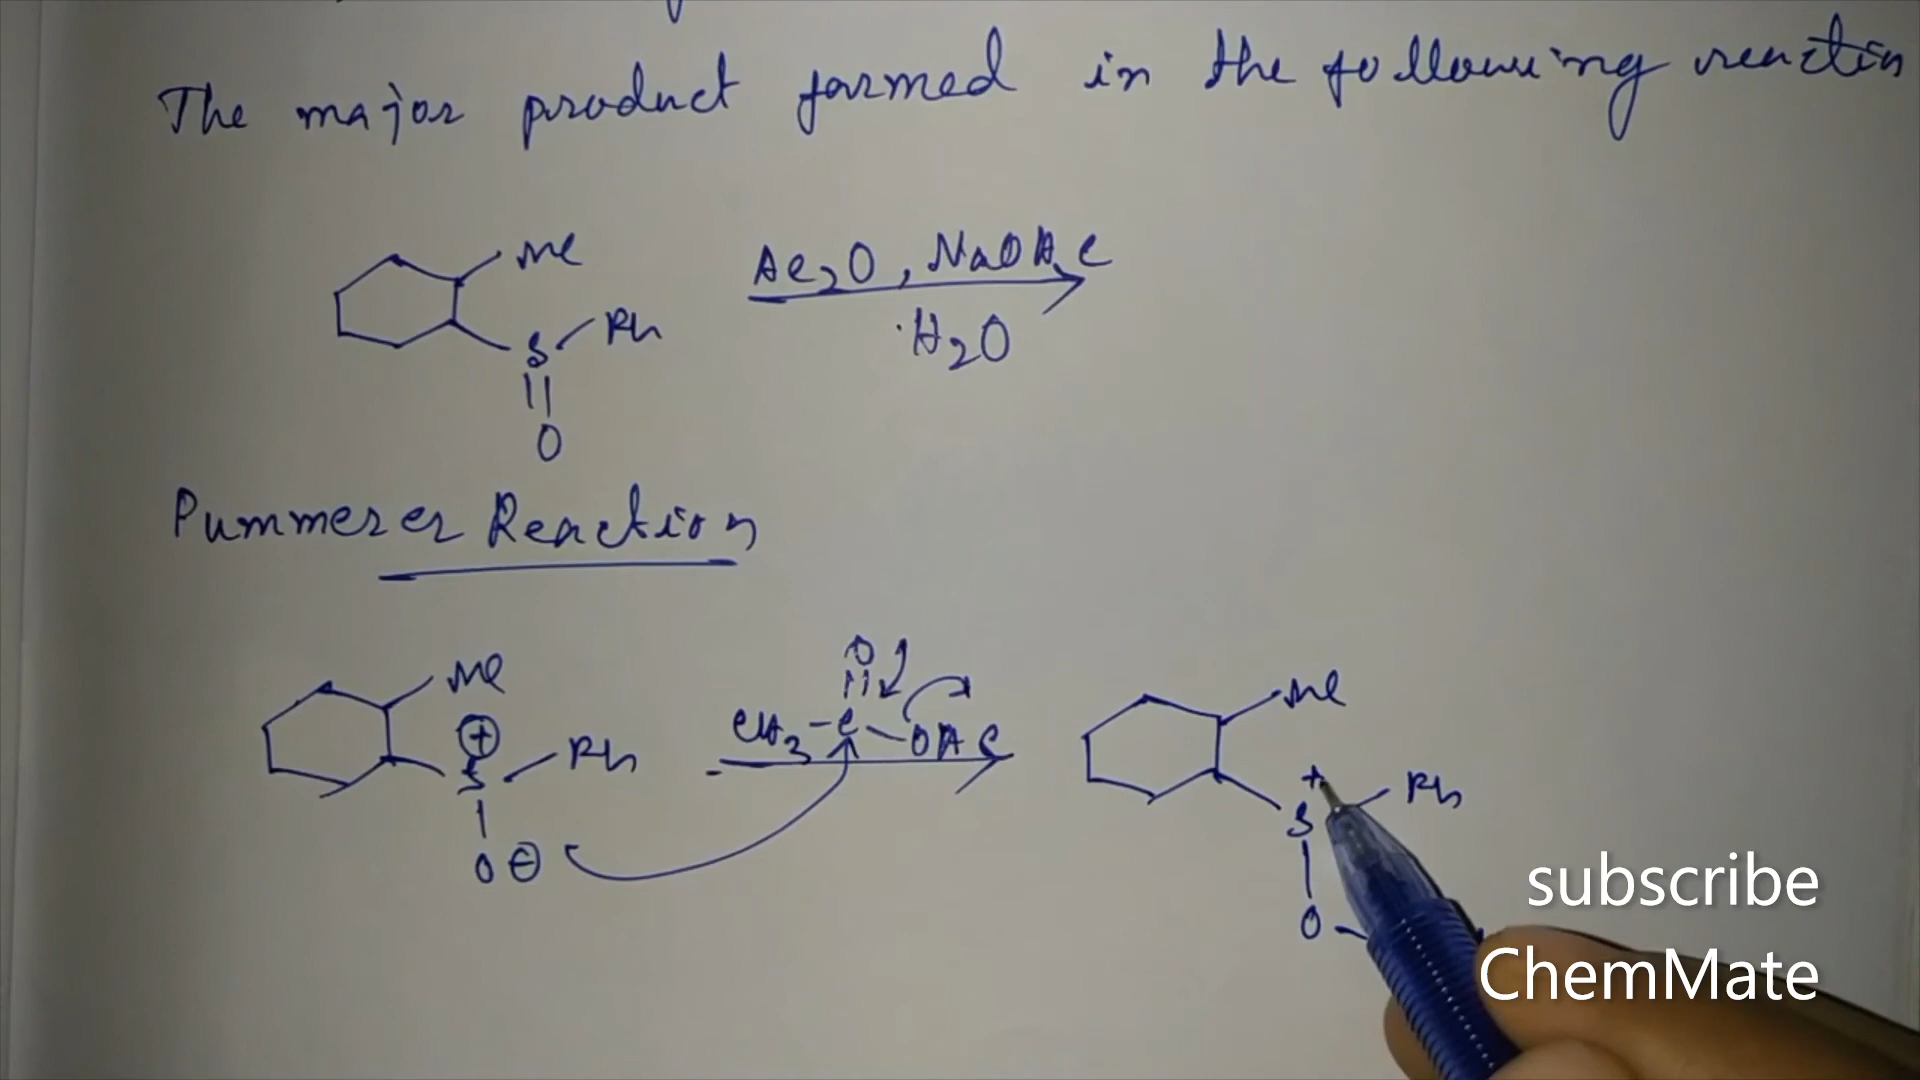 The major product formed in the following reaction
Me
Ac2O, NaOAc
S Ph
H2O
O
Pummerer Reaction
Me
O
Me
⊕
CH3-C-OAc
S Ph
+
S Ph
O ⊖
O
subscribe
ChemMate